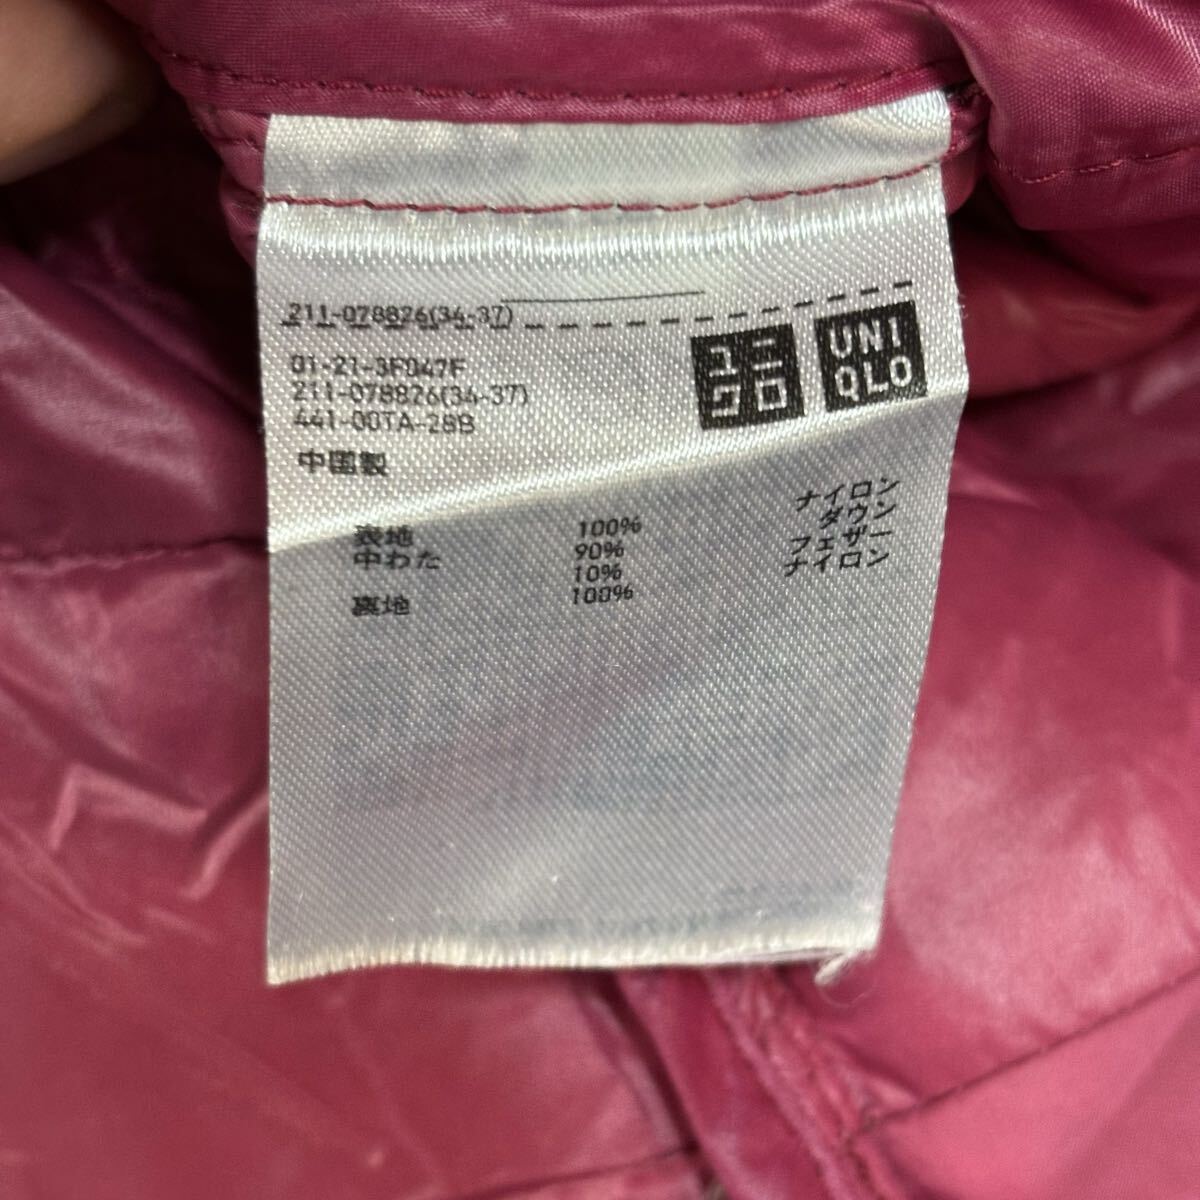 211-078826(34-37)
01-21-3F047F
211-078826(34-37)
441-00TA-28B
中国製
ユニ
クロ
UNI
QLO
表地 100% ナイロン
中わた 90% ダウン
10% フェザー
裏地 100% ナイロン